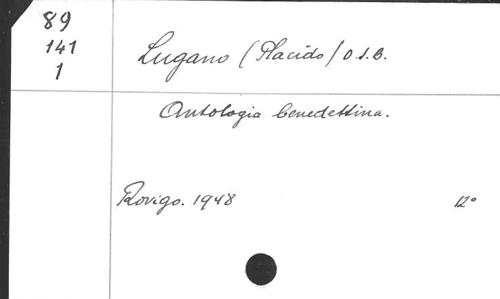 89
141
1
Lugano (Placido) O.S.B.
Antologia benedettina.
Rovigo. 1948
12°